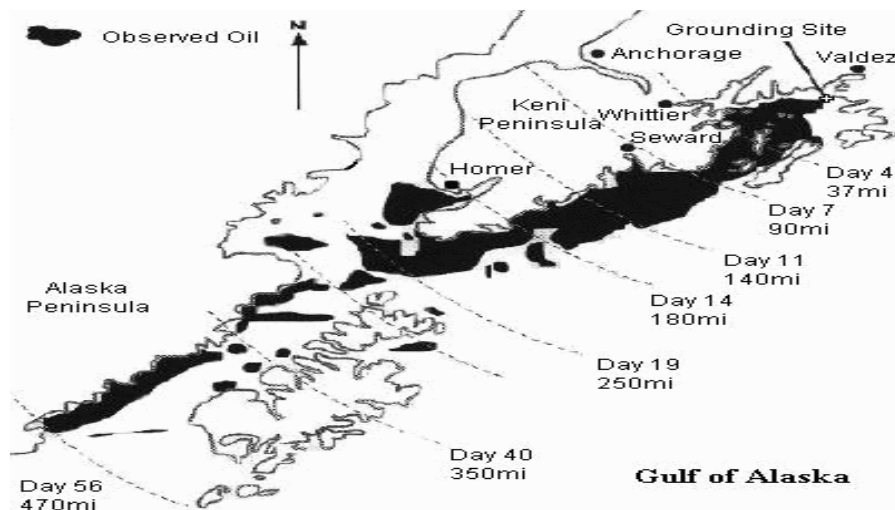 N
Observed Oil
Grounding Site
Anchorage
Valdez
Keni
Peninsula
Whittier
Seward
Homer
Day 4
37mi
Day 7
90mi
Day 11
140mi
Day 14
180mi
Alaska
Peninsula
Day 19
250mi
Day 40
350mi
Gulf of Alaska
Day 56
470mi